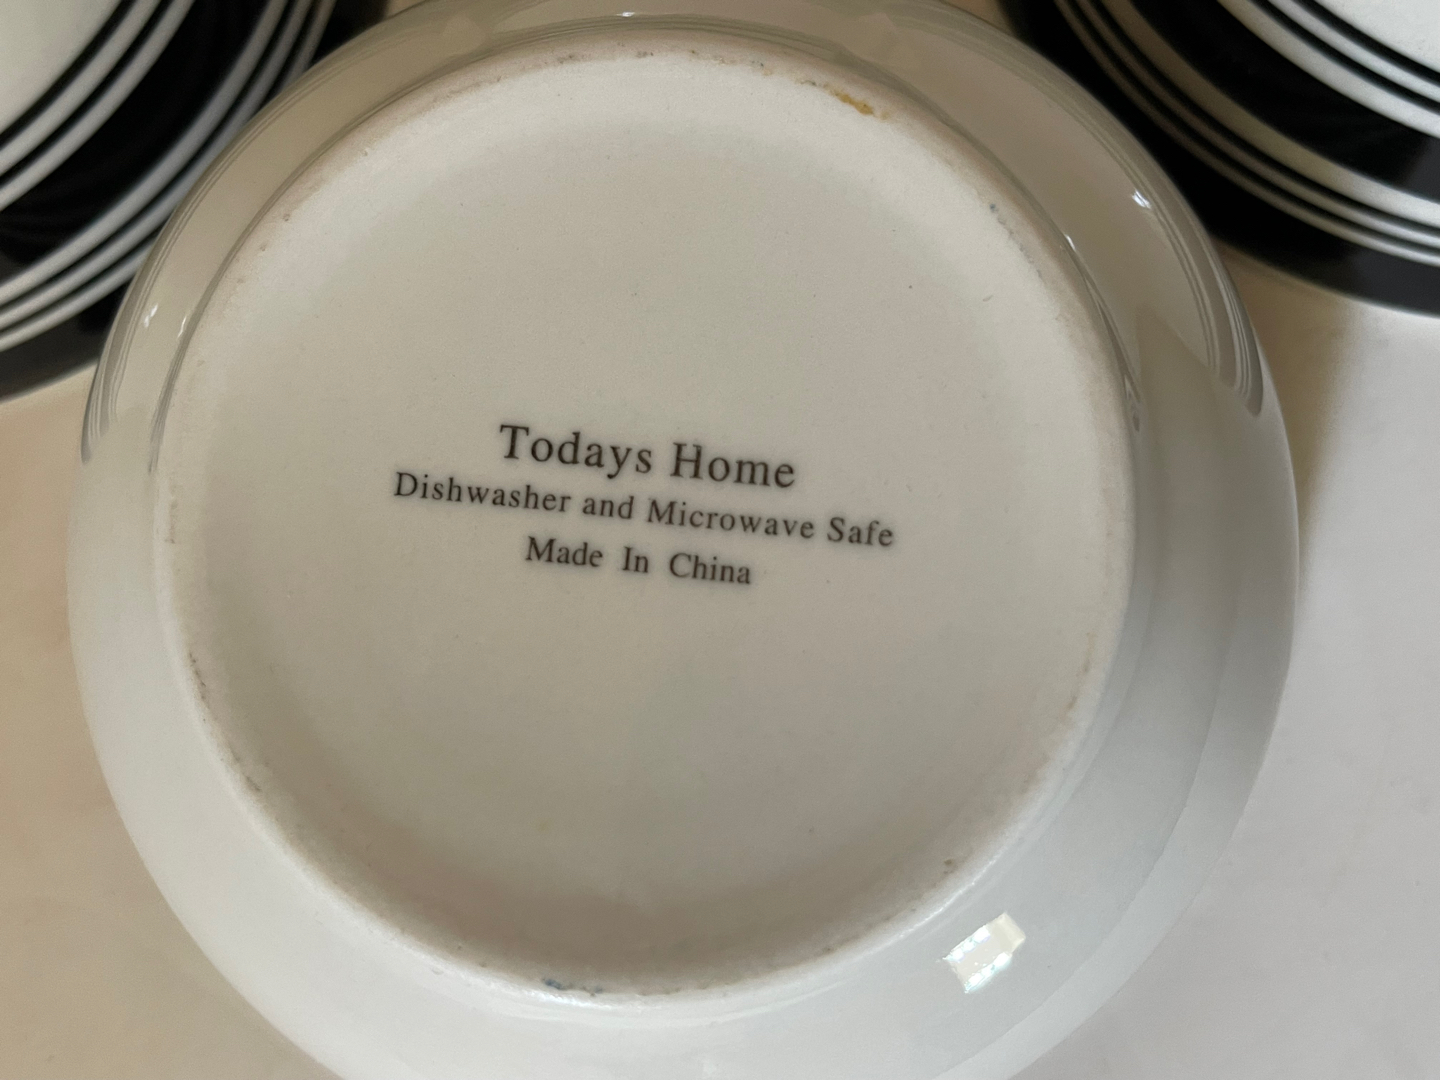 Todays Home
Dishwasher and Microwave Safe
Made In China